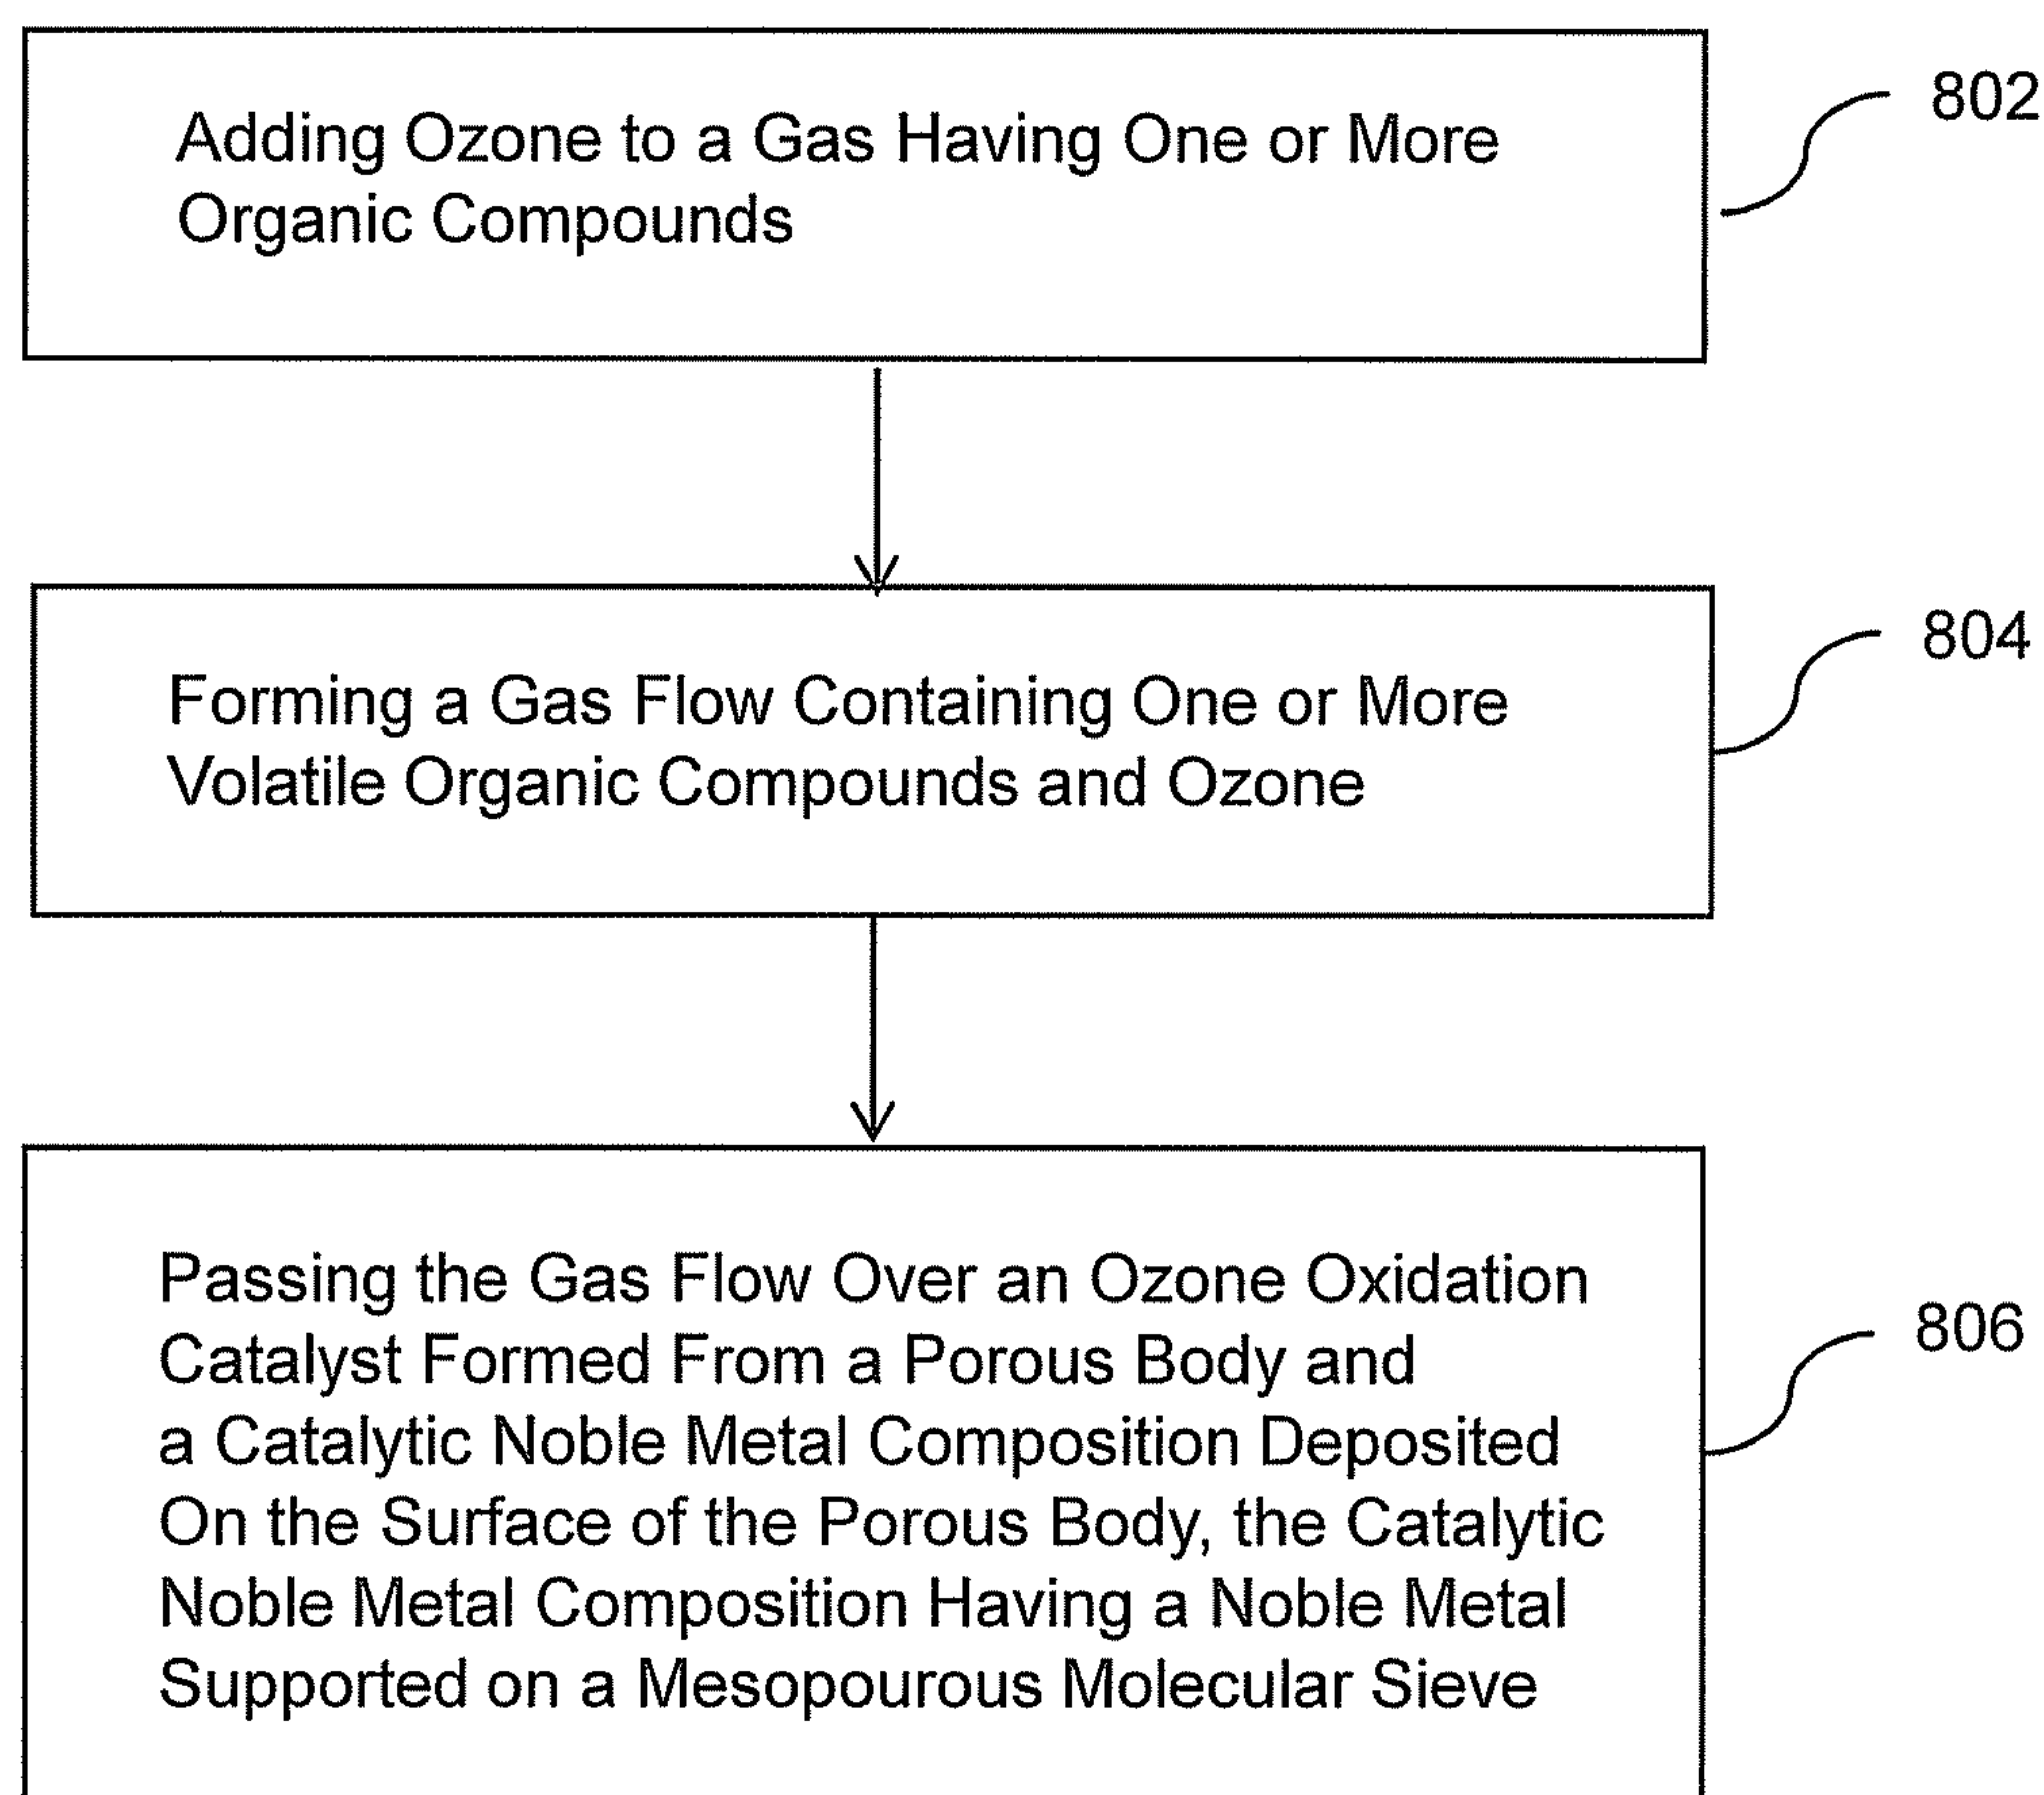 Adding Ozone to a Gas Having One or More
Organic Compounds
802
Forming a Gas Flow Containing One or More
Volatile Organic Compounds and Ozone
804
Passing the Gas Flow Over an Ozone Oxidation
Catalyst Formed From a Porous Body and
a Catalytic Noble Metal Composition Deposited
On the Surface of the Porous Body, the Catalytic
Noble Metal Composition Having a Noble Metal
Supported on a Mesopourous Molecular Sieve
806